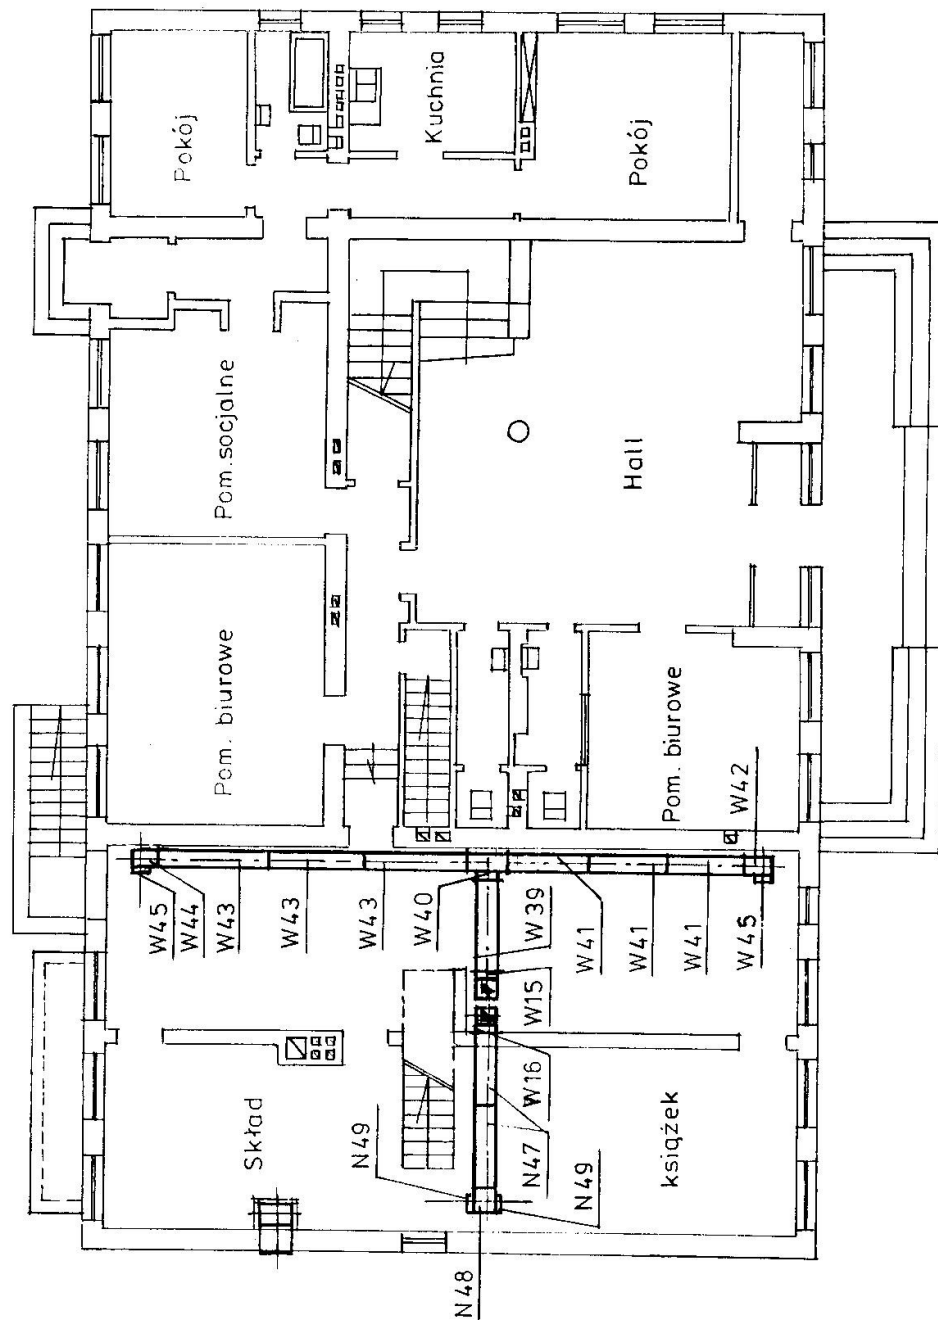 Pokój
Kuchnia
Pokój
Pom. socjalne
Hall
Pom. biurowe
Pom. biurowe
W42
W45
W44
W43
W43
W43
W40
W39
W41
W41
W41
W45
W15
W16
N47
N49
N49
N48
Skład
książek